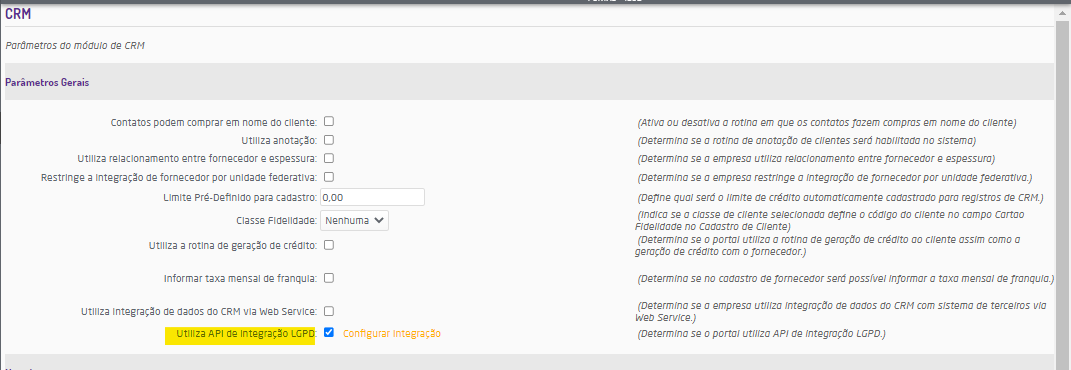 CRM
Parâmetros do módulo de CRM
Parâmetros Gerais
Contatos podem comprar em nome do cliente: (Ativa ou desativa a rotina em que os contatos fazem compras em nome do cliente)
Utiliza anotação: (Determina se a rotina de anotação de clientes será habilitada no sistema)
Utiliza relacionamento entre fornecedor e espessura: (Determina se a empresa utiliza relacionamento entre fornecedor e espessura)
Restringe a integração de fornecedor por unidade federativa: (Determina se a empresa restringe a integração de fornecedor por unidade federativa.)
Limite Pré-Definido para cadastro: 0,00 (Define qual será o limite de crédito automaticamente cadastrado para registros de CRM.)
Classe Fidelidade: Nenhuma (Indica se a classe de cliente selecionada define o código do cliente no campo Cartao
Fidelidade no Cadastro de Cliente)
Utiliza a rotina de geração de crédito: (Determina se o portal utiliza a rotina de geração de crédito ao cliente assim como a
geração de crédito com o fornecedor.)
Informar taxa mensal de franquia: (Determina se no cadastro de fornecedor será possível informar a taxa mensal de franquia.)
Utiliza integração de dados do CRM via Web Service: (Determina se a empresa utiliza integração de dados do CRM com sistema de terceiros via
Web Service.)
Utiliza API de integração LGPD: Configurar Integração (Determina se o portal utiliza API de integração LGPD.)